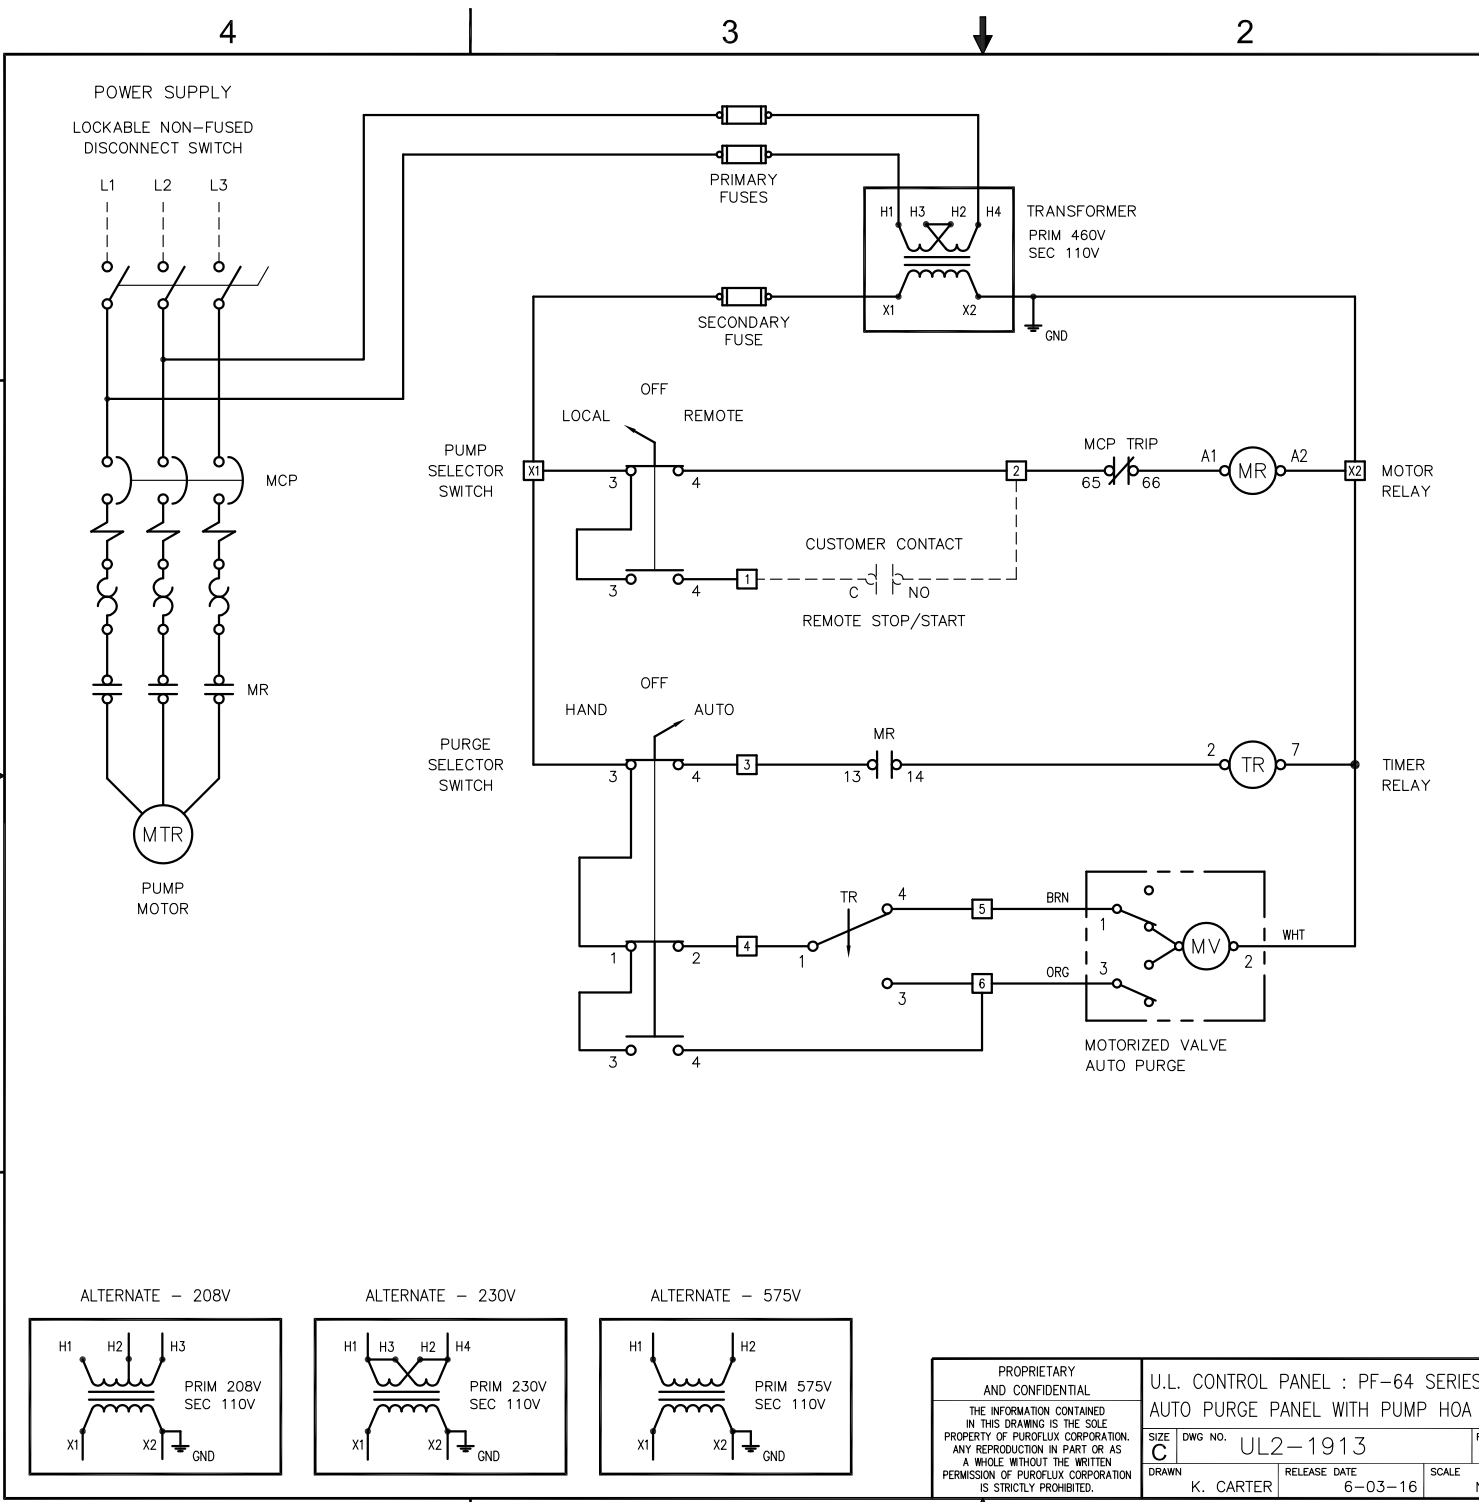 4
3
2
POWER SUPPLY
LOCKABLE NON-FUSED
DISCONNECT SWITCH
L1
L2
L3
PRIMARY
FUSES
H1
H3
H2
H4
TRANSFORMER
PRIM 460V
SEC 110V
X1
X2
GND
SECONDARY
FUSE
MCP
MR
MTR
PUMP
MOTOR
OFF
LOCAL
REMOTE
PUMP
SELECTOR
SWITCH
X1
3
4
2
MCP TRIP
65
66
A1
MR
A2
X2
MOTOR
RELAY
3
4
1
CUSTOMER CONTACT
C
NO
REMOTE STOP/START
OFF
HAND
AUTO
PURGE
SELECTOR
SWITCH
3
4
3
MR
13
14
2
TR
7
TIMER
RELAY
1
2
4
TR
1
4
3
5
6
BRN
ORG
1
3
MV
2
WHT
3
4
MOTORIZED VALVE
AUTO PURGE
ALTERNATE - 208V
H1
H2
H3
PRIM 208V
SEC 110V
X1
X2
GND
ALTERNATE - 230V
H1
H3
H2
H4
PRIM 230V
SEC 110V
X1
X2
GND
ALTERNATE - 575V
H1
H2
PRIM 575V
SEC 110V
X1
X2
GND
PROPRIETARY
AND CONFIDENTIAL
THE INFORMATION CONTAINED
IN THIS DRAWING IS THE SOLE
PROPERTY OF PUROFLUX CORPORATION.
ANY REPRODUCTION IN PART OR AS
A WHOLE WITHOUT THE WRITTEN
PERMISSION OF PUROFLUX CORPORATION
IS STRICTLY PROHIBITED.
U.L. CONTROL PANEL : PF-64 SERIES
AUTO PURGE PANEL WITH PUMP HOA
SIZE
C
DWG NO.
UL2-1913
DRAWN
K. CARTER
RELEASE DATE
6-03-16
SCALE